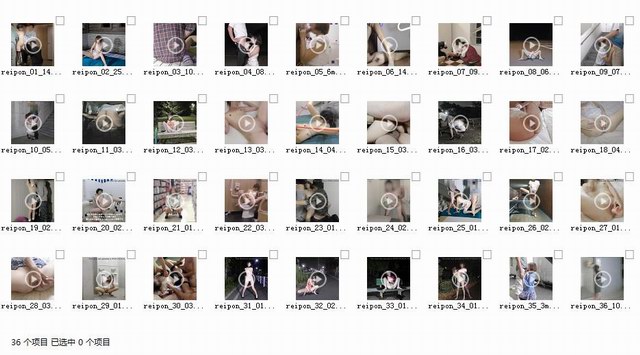 reipon_01_14... reipon_02_25... reipon_03_10... reipon_04_08... reipon_05_6m... reipon_06_14... reipon_07_09... reipon_08_06... reipon_09_07...
reipon_10_05... reipon_11_03... reipon_12_03... reipon_13_03... reipon_14_04... reipon_15_03... reipon_16_03... reipon_17_02... reipon_18_04...
reipon_19_02... reipon_20_02... reipon_21_01... reipon_22_03... reipon_23_01... reipon_24_02... reipon_25_01... reipon_26_02... reipon_27_01...
reipon_28_03... reipon_29_01... reipon_30_03... reipon_31_01... reipon_32_02... reipon_33_01... reipon_34_01... reipon_35_3m... reipon_36_10...
36 个项目 已选中 0 个项目